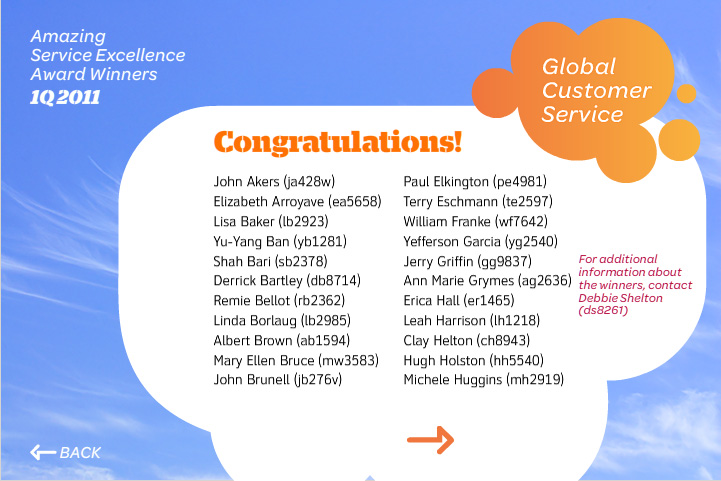 Amazing
Service Excellence
Award Winners
1Q 2011
Global
Customer
Service
Congratulations!
John Akers (ja428w)
Elizabeth Arroyave (ea5658)
Lisa Baker (lb2923)
Yu-Yang Ban (yb1281)
Shah Bari (sb2378)
Derrick Bartley (db8714)
Remie Bellot (rb2362)
Linda Borlaug (lb2985)
Albert Brown (ab1594)
Mary Ellen Bruce (mw3583)
John Brunell (jb276v)
Paul Elkington (pe4981)
Terry Eschmann (te2597)
William Franke (wf7642)
Yefferson Garcia (yg2540)
Jerry Griffin (gg9837)
Ann Marie Grymes (ag2636)
Erica Hall (er1465)
Leah Harrison (lh1218)
Clay Helton (ch8943)
Hugh Holston (hh5540)
Michele Huggins (mh2919)
For additional
information about
the winners, contact
Debbie Shelton
(ds8261)
BACK